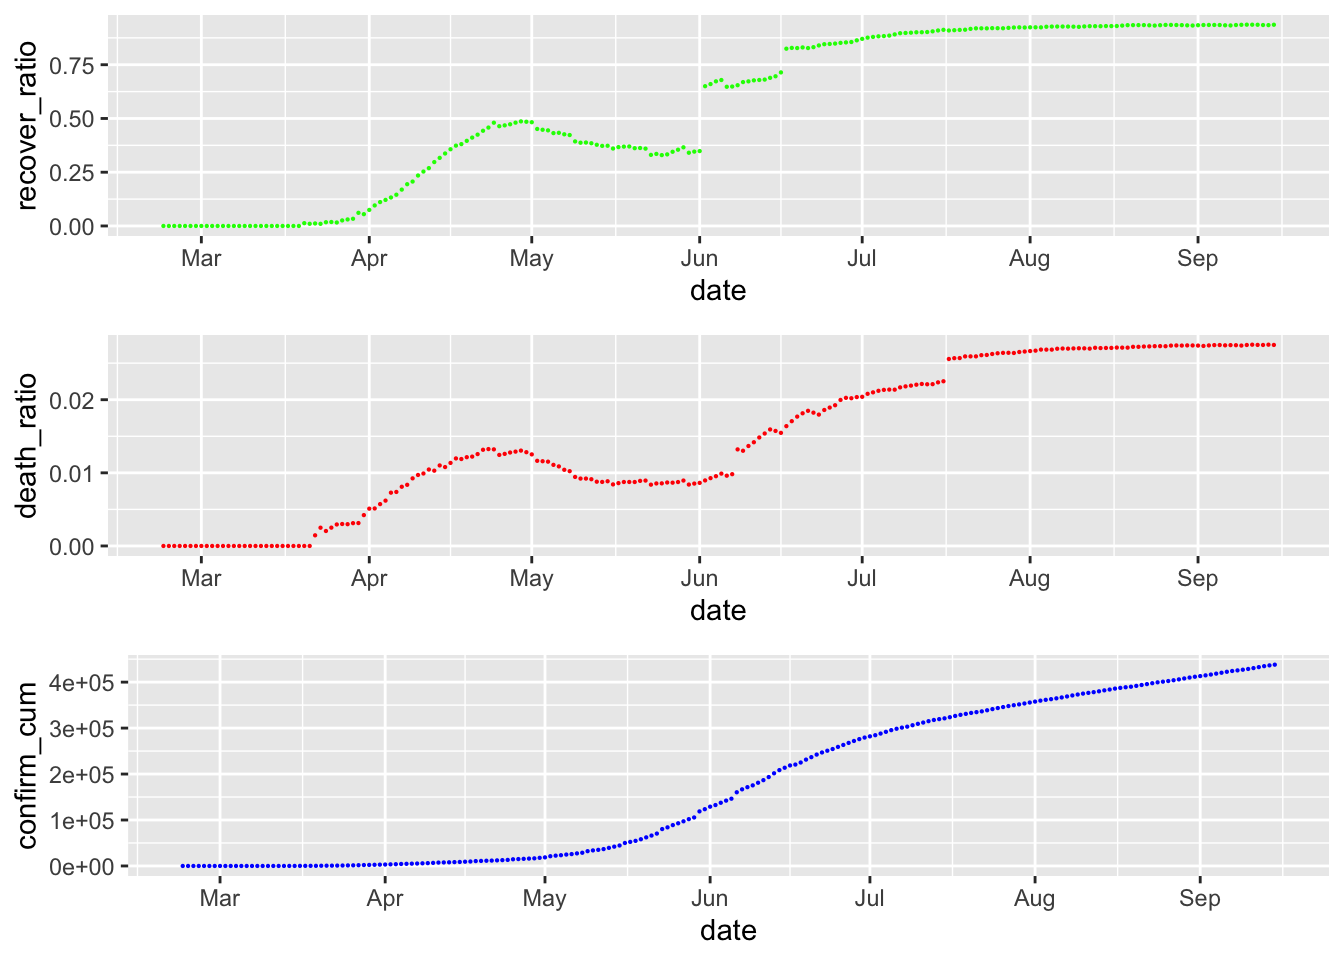 recover_ratio
0.75
0.50
0.25
0.00
Mar Apr May Jun Jul Aug Sep
date
death_ratio
0.02
0.01
0.00
Mar Apr May Jun Jul Aug Sep
date
confirm_cum
4e+05
3e+05
2e+05
1e+05
0e+00
Mar Apr May Jun Jul Aug Sep
date